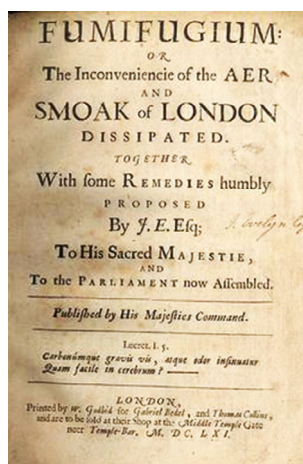 FUMIFUGIUM:
OR
The Inconveniencie of the AER
AND
SMOAK of LONDON
DISSIPATED.
TOGETHER
With some REMEDIES humbly
PROPOSED
By J. E. Esq;
To His Sacred MAJESTIE,
AND
To the PARLIAMENT now Assembled.
Published by His Majesties Command.
Lucret. l. 5.
Carbonúmque gravis vis, atque odor insinuatur
Quam facile in cerebrum? ——
LONDON,
Printed by W. Godbid for Gabriel Bedel, and Thomas Collins,
and are to be sold at their Shop at the Middle Temple Gate
neer Temple-Bar. M. D C. L X I.
J. Evelyn